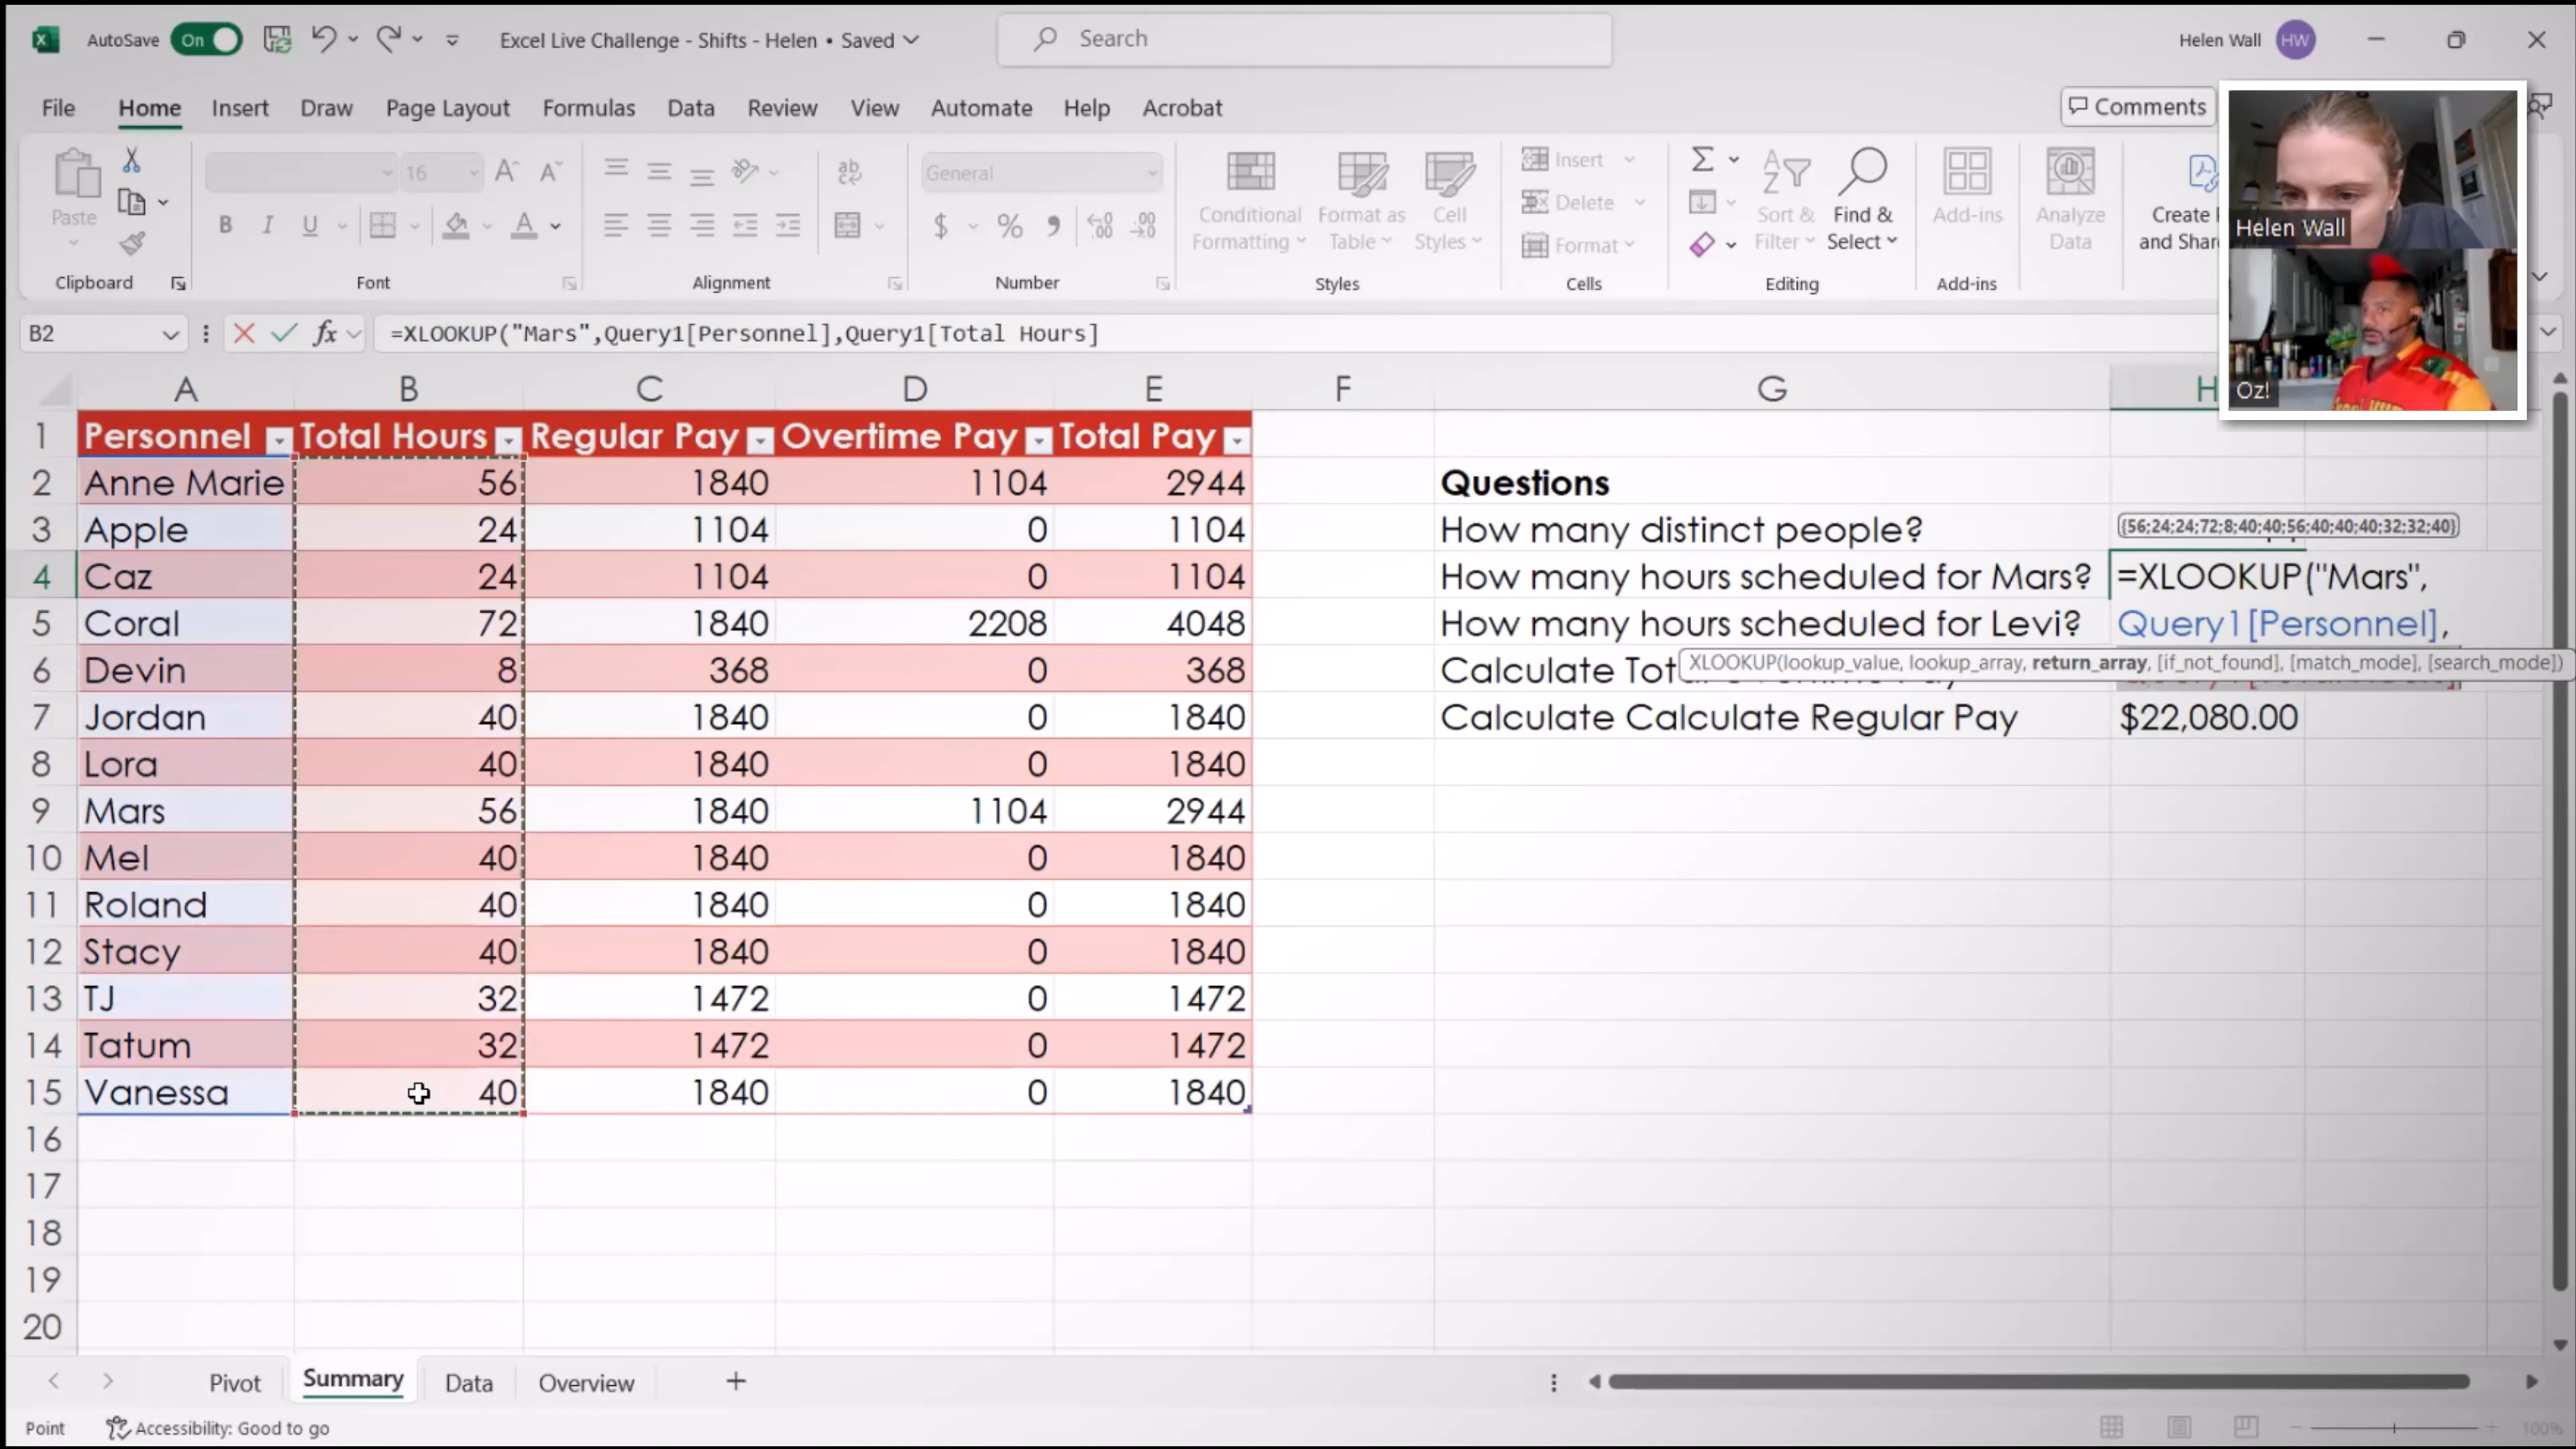 AutoSave On Excel Live Challenge - Shifts - Helen • Saved Search Helen Wall HW
File Home Insert Draw Page Layout Formulas Data Review View Automate Help Acrobat Comments
Paste 16 General Conditional Formatting Format as Table Cell Styles Insert Delete Format Sort & Filter Find & Select Add-ins Analyze Data Create
and
Clipboard Font Alignment Number Styles Cells Editing Add-ins
Helen Wall
Oz!
B2 fx =XLOOKUP("Mars",Query1[Personnel],Query1[Total Hours]
A B C D E F G H
1 Personnel Total Hours Regular Pay Overtime Pay Total Pay
2 Anne Marie 56 1840 1104 2944 Questions
3 Apple 24 1104 0 1104 How many distinct people? {56;24;24;72;8;40;40;56;40;40;40;32;32;40}
4 Caz 24 1104 0 1104 How many hours scheduled for Mars? =XLOOKUP("Mars",
5 Coral 72 1840 2208 4048 How many hours scheduled for Levi? Query1[Personnel],
XLOOKUP(lookup_value, lookup_array, return_array, [if_not_found], [match_mode], [search_mode])
6 Devin 8 368 0 368 Calculate
7 Jordan 40 1840 0 1840 Calculate Calculate Regular Pay $22,080.00
8 Lora 40 1840 0 1840
9 Mars 56 1840 1104 2944
10 Mel 40 1840 0 1840
11 Roland 40 1840 0 1840
12 Stacy 40 1840 0 1840
13 TJ 32 1472 0 1472
14 Tatum 32 1472 0 1472
15 Vanessa 40 1840 0 1840
16
17
18
19
20
Pivot Summary Data Overview
Point Accessibility: Good to go 100%